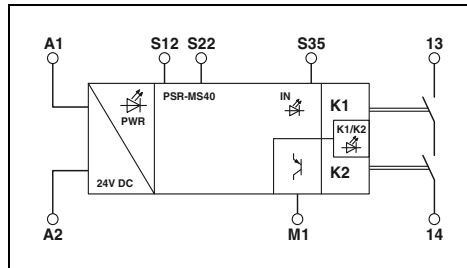 A1 S12 S22 S35 13
PSR-MS40 IN K1
PWR K1/K2
24V DC K2
A2 M1 14